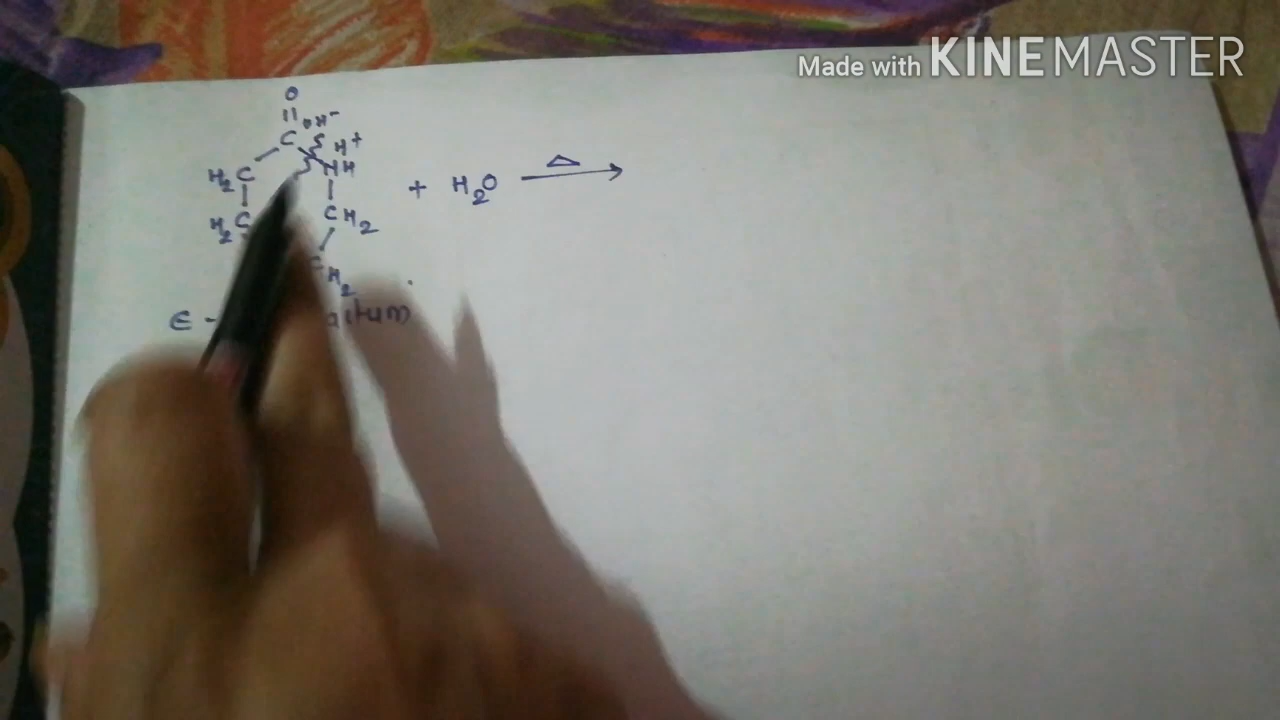 Made with KINEMASTER
O
||
C OH⁻
H⁺
H₂C NH
+ H₂O △ →
H₂C CH₂
CH₂
ϵ -